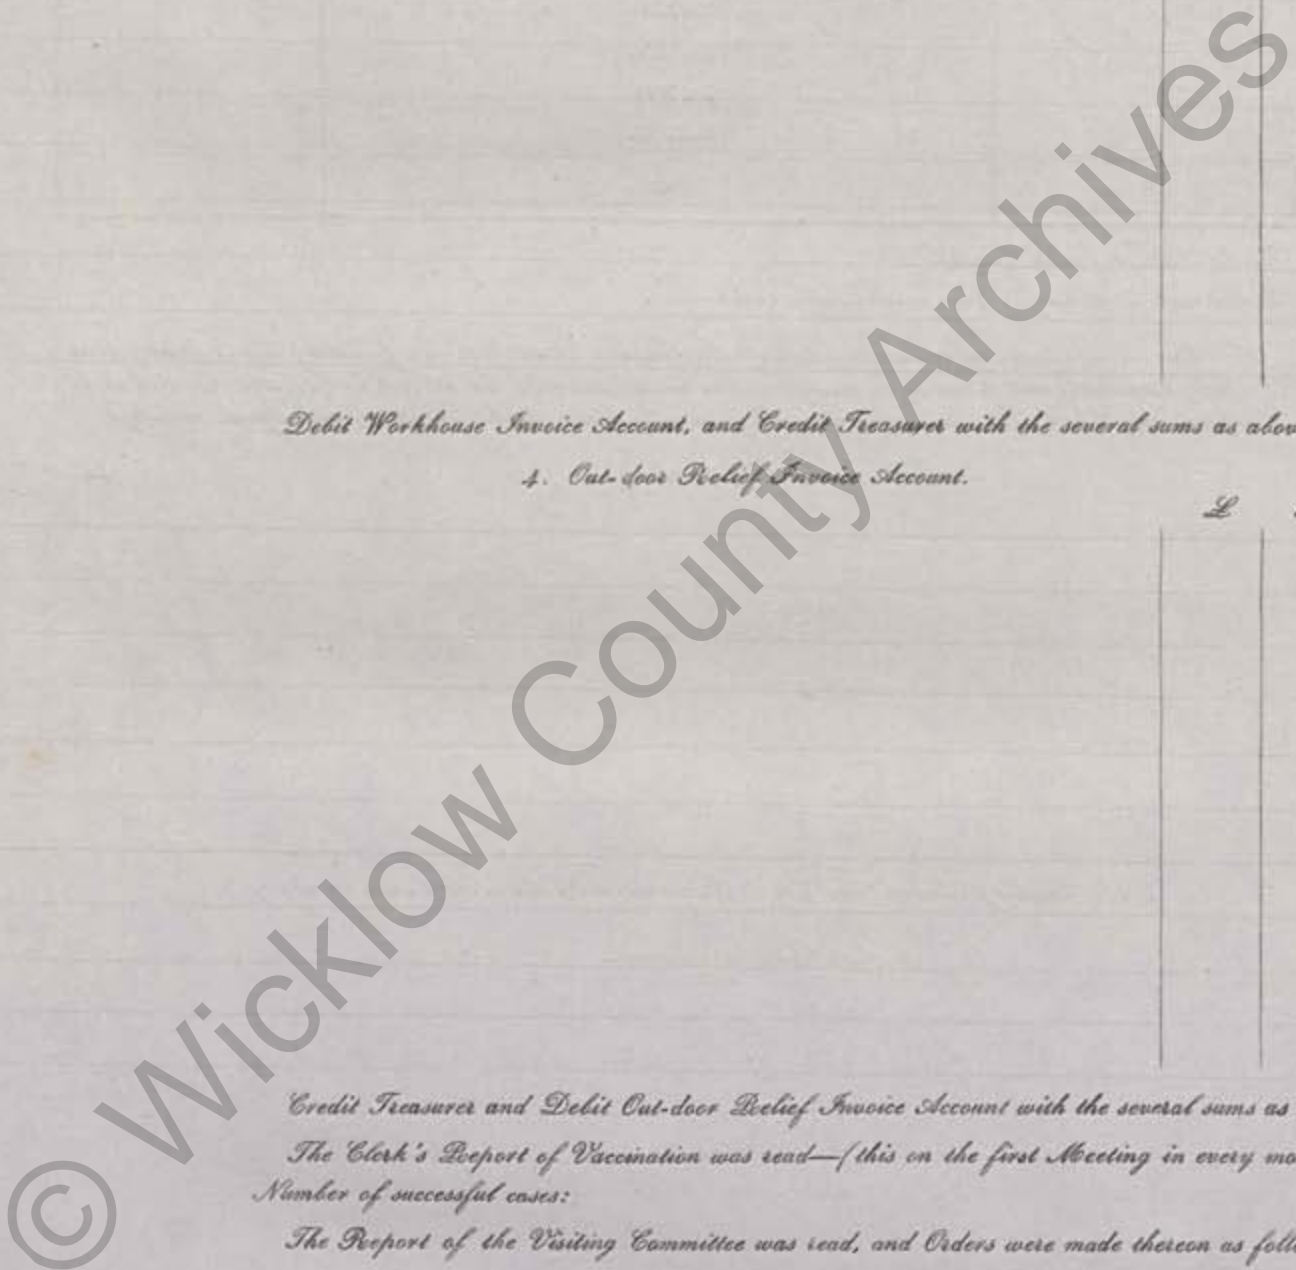 Debit Workhouse Invoice Account, and Credit Treasurer with the several sums as abov
4. Out-door Relief Invoice Account.
£
Credit Treasurer and Debit Out-door Relief Invoice Account with the several sums as
The Clerk's Report of Vaccination was read—(this on the first Meeting in every mo
Number of successful cases:
The Report of the Visiting Committee was read, and Orders were made thereon as foll
© Wicklow County Archives